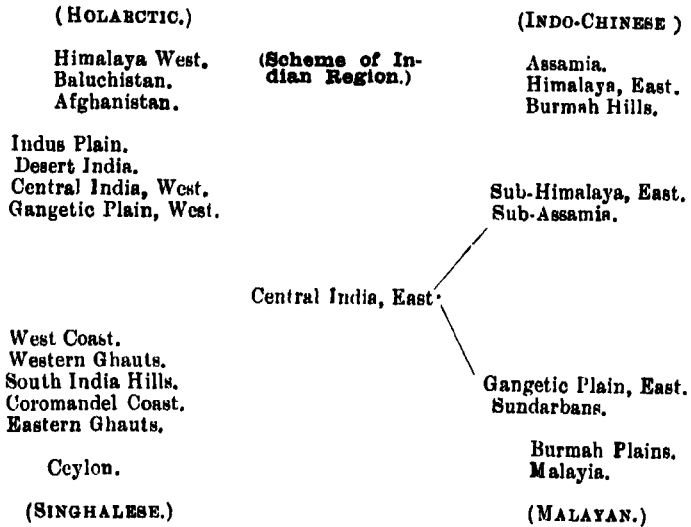 (HOLARCTIC.)
Himalaya West.
Baluchistan.
Afghanistan.
Indus Plain.
Desert India.
Central India, West.
Gangetic Plain, West.
(Scheme of In-
dian Region.)
(INDO-CHINESE )
Assamia.
Himalaya, East.
Burmah Hills.
Sub-Himalaya, East.
Sub-Assamia.
Central India, East
West Coast.
Western Ghauts.
South India Hills.
Coromandel Coast.
Eastern Ghauts.
Ceylon.
(SINGHALESE.)
Gangetic Plain, East.
Sundarbans.
Burmah Plains.
Malayia.
(MALAYAN.)